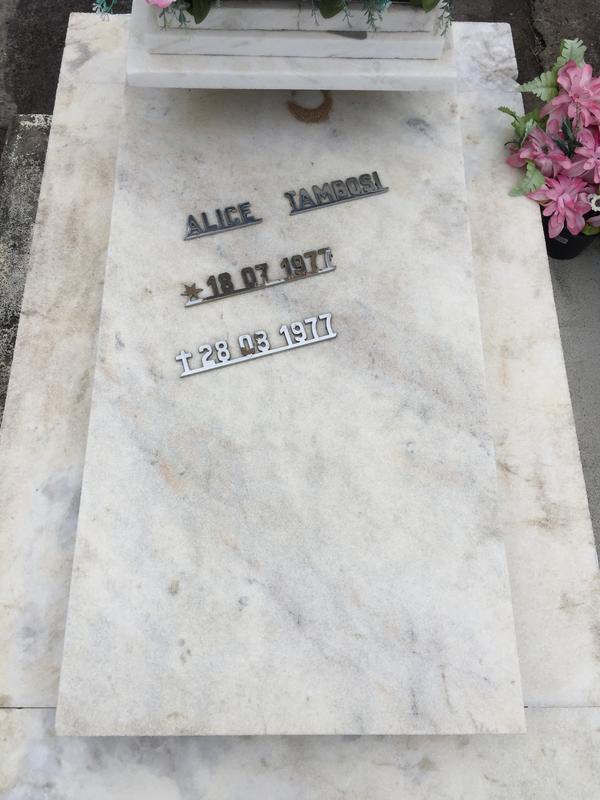 ALICE TAMBOSI
★ 18 07 1977
✝ 28 03 1977